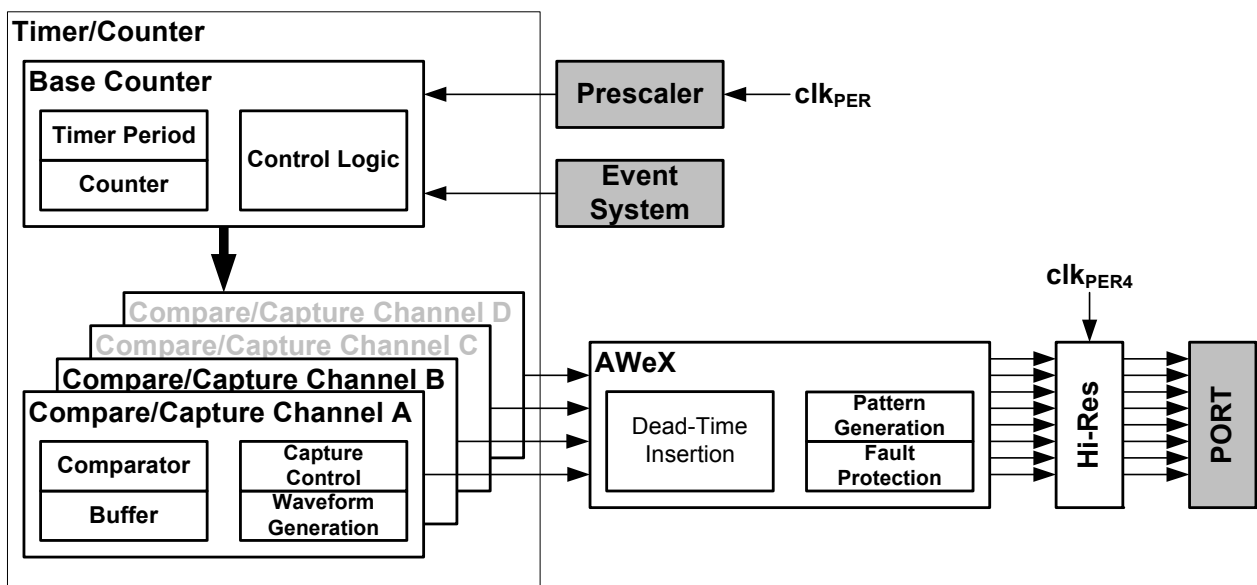 Timer/Counter
Base Counter
Timer Period
Counter
Control Logic
Prescaler
clkPER
Event
System
Compare/Capture Channel D
Compare/Capture Channel C
Compare/Capture Channel B
Compare/Capture Channel A
Comparator
Buffer
Capture
Control
Waveform
Generation
AWeX
Dead-Time
Insertion
Pattern
Generation
Fault
Protection
clkPER4
Hi-Res
PORT